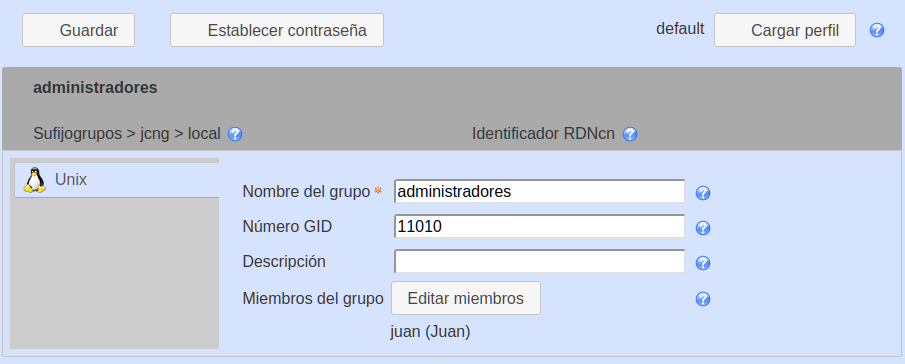 Guardar Establecer contraseña default Cargar perfil ?
administradores
Sufijogrupos > jcng > local ? Identificador RDNcn ?
Unix
Nombre del grupo * administradores ?
Número GID 11010 ?
Descripción ?
Miembros del grupo Editar miembros ?
juan (Juan)